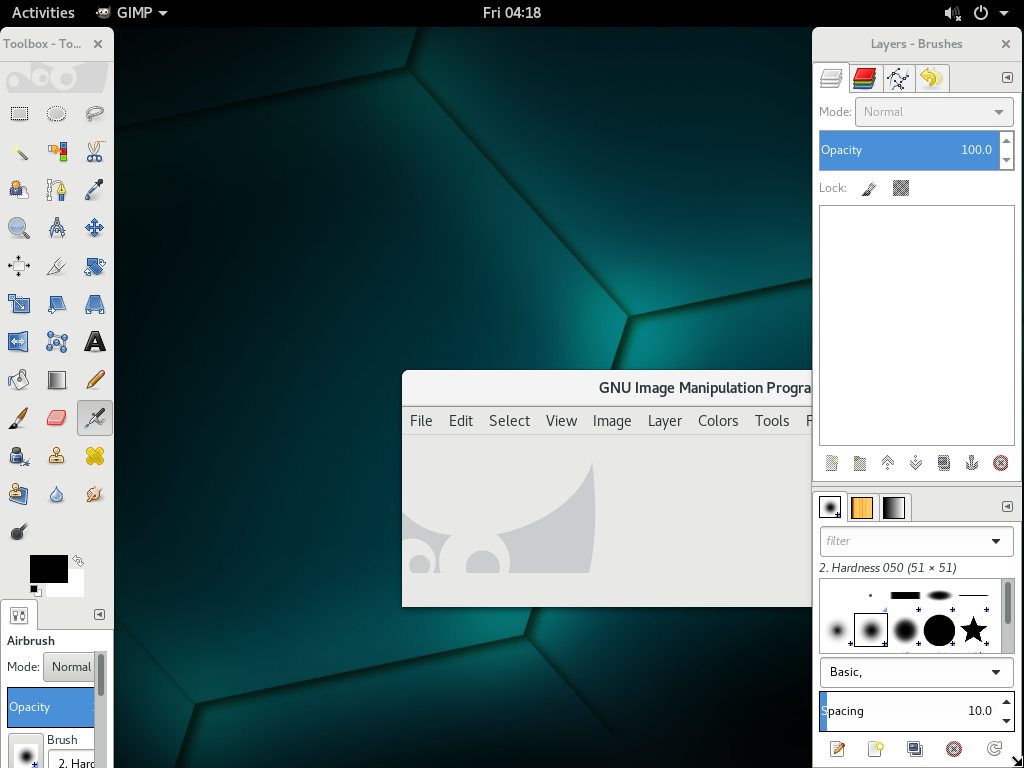 Activities GIMP Fri 04:18
Toolbox - To...
Layers - Brushes
Mode: Normal
Opacity 100.0
Lock:
GNU Image Manipulation Progra
File Edit Select View Image Layer Colors Tools F
filter
2. Hardness 050 (51 × 51)
Basic,
Spacing 10.0
Airbrush
Mode: Normal
Opacity
Brush
2. Hard